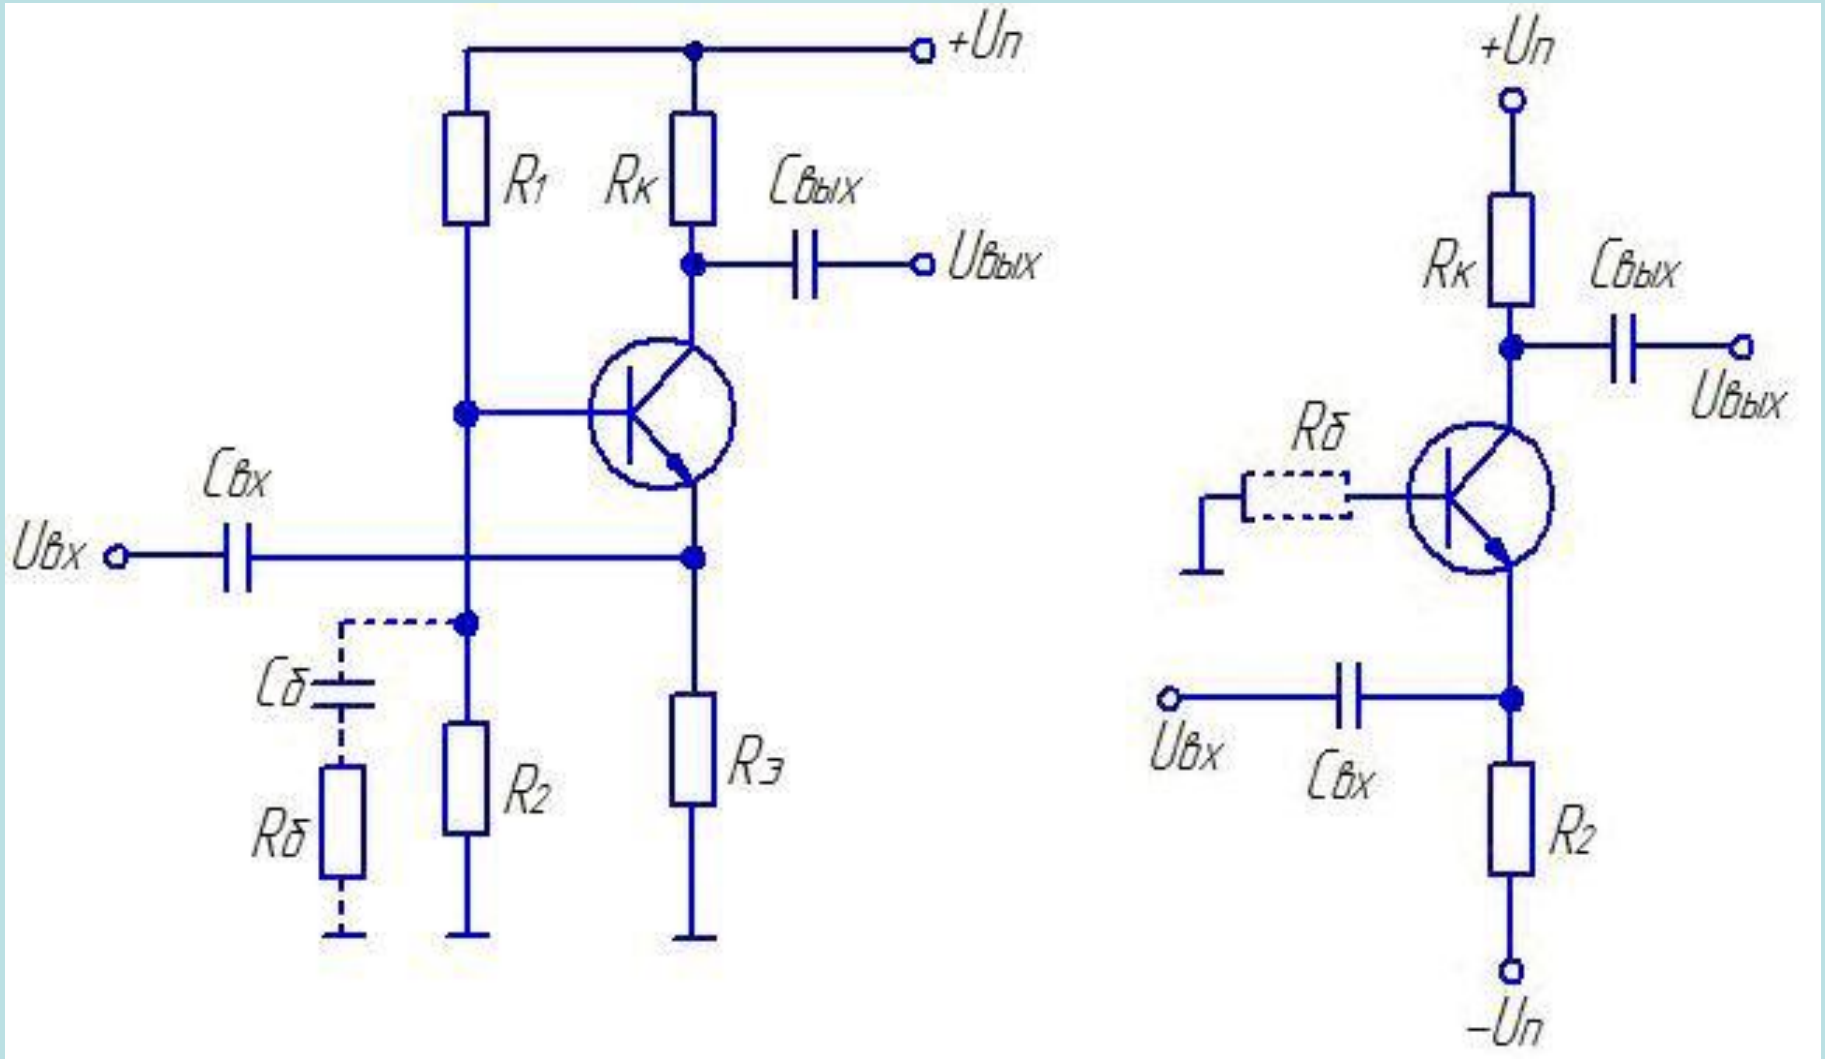 +Uп
R1
Rк
Cвых
Uвых
Cвх
Uвх
Cб
Rб
R2
Rэ
+Uп
Rк
Cвых
Uвых
Rб
Uвх
Cвх
R2
–Uп